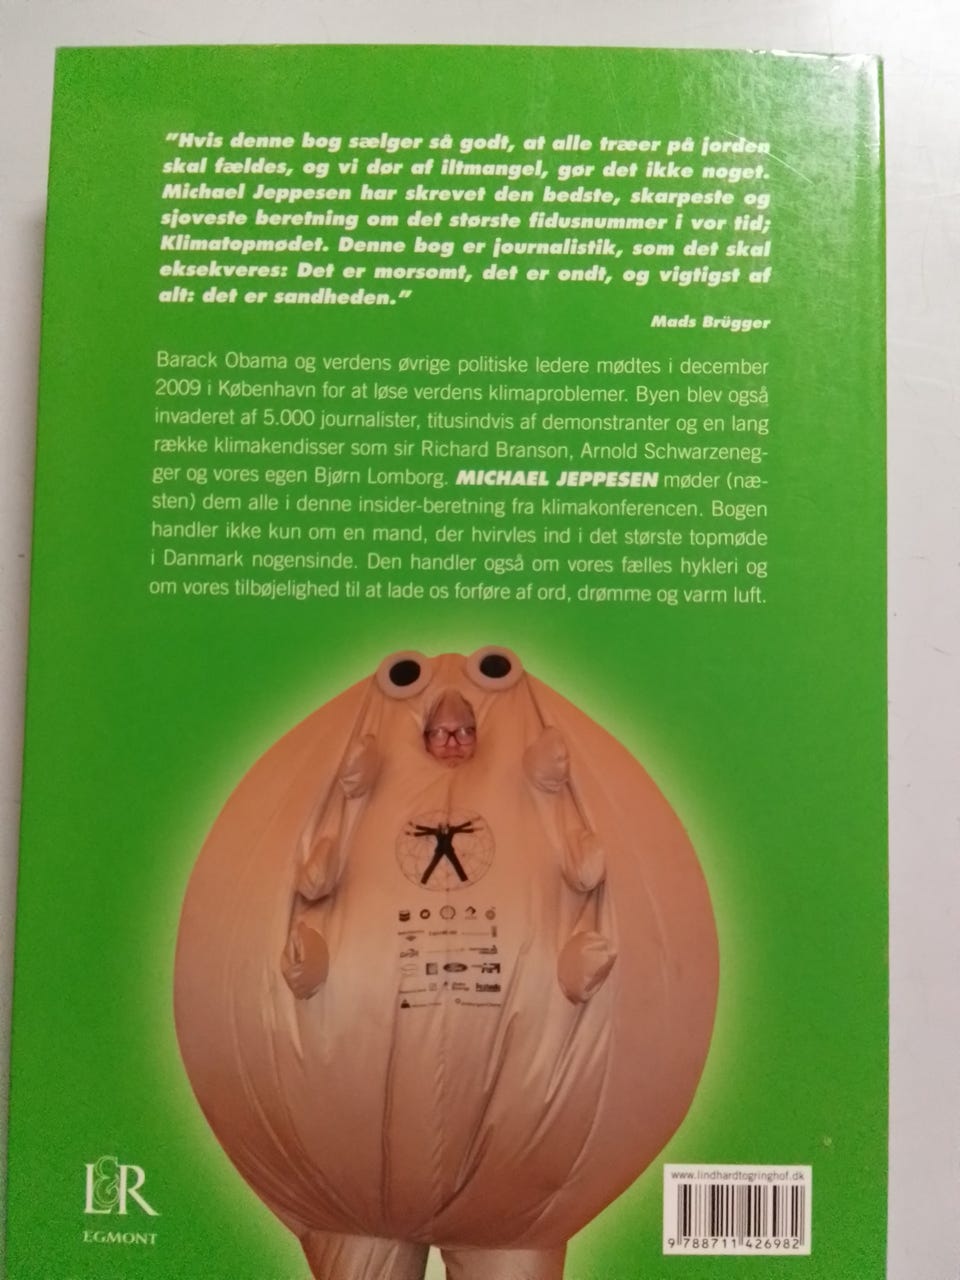 "Hvis denne bog sælger så godt, at alle træer på jorden
skal fældes, og vi dør af iltmangel, gør det ikke noget.
Michael Jeppesen har skrevet den bedste, skarpeste og
sjoveste beretning om det største fidusnummer i vor tid;
Klimatopmødet. Denne bog er journalistik, som det skal
eksekveres: Det er morsomt, det er ondt, og vigtigst af
alt: det er sandheden."
Mads Brügger
Barack Obama og verdens øvrige politiske ledere mødtes i december
2009 i København for at løse verdens klimaproblemer. Byen blev også
invaderet af 5.000 journalister, titusindvis af demonstranter og en lang
række klimakendisser som sir Richard Branson, Arnold Schwarzeneg-
ger og vores egen Bjørn Lomborg. MICHAEL JEPPESEN møder (næ-
sten) dem alle i denne insider-beretning fra klimakonferencen. Bogen
handler ikke kun om en mand, der hvirvles ind i det største topmøde
i Danmark nogensinde. Den handler også om vores fælles hykleri og
om vores tilbøjelighed til at lade os forføre af ord, drømme og varm luft.
L&R
EGMONT
www.lindhardtogringhof.dk
9 788711 426982